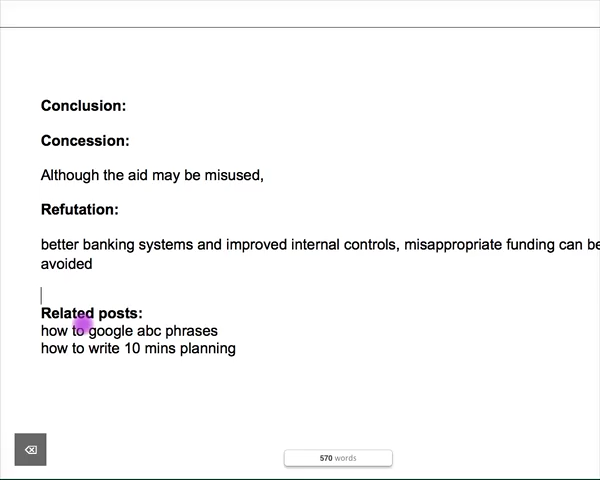 Conclusion:
Concession:
Although the aid may be misused,
Refutation:
better banking systems and improved internal controls, misappropriate funding can be
avoided
Related posts:
how to google abc phrases
how to write 10 mins planning
570 words